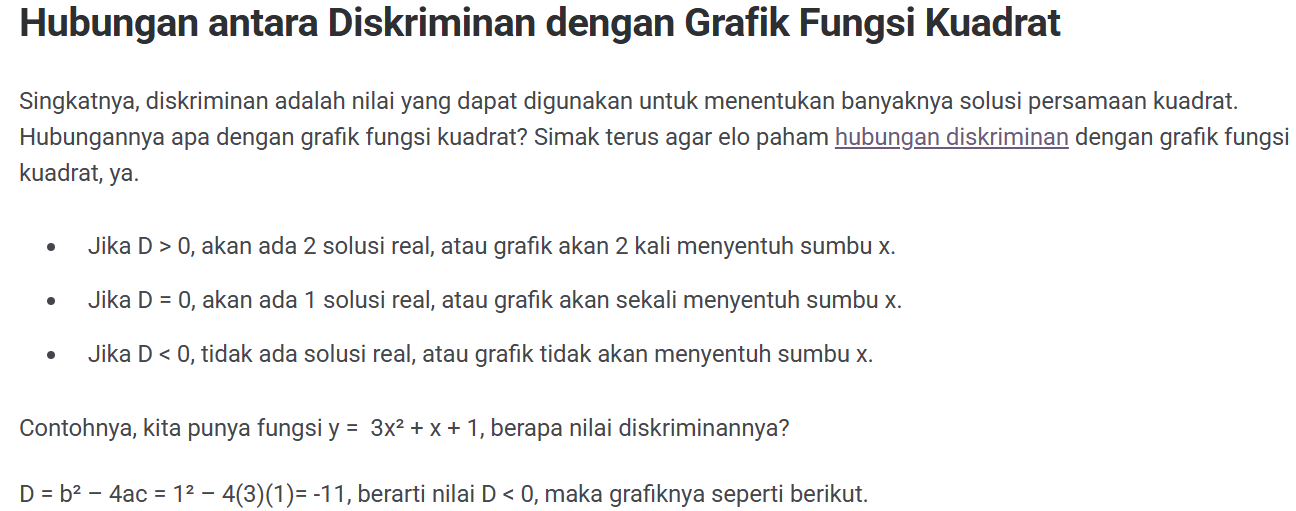 Hubungan antara Diskriminan dengan Grafik Fungsi Kuadrat
Singkatnya, diskriminan adalah nilai yang dapat digunakan untuk menentukan banyaknya solusi persamaan kuadrat.
Hubungannya apa dengan grafik fungsi kuadrat? Simak terus agar elo paham hubungan diskriminan dengan grafik fungsi
kuadrat, ya.
• Jika D > 0, akan ada 2 solusi real, atau grafik akan 2 kali menyentuh sumbu x.
• Jika D = 0, akan ada 1 solusi real, atau grafik akan sekali menyentuh sumbu x.
• Jika D < 0, tidak ada solusi real, atau grafik tidak akan menyentuh sumbu x.
Contohnya, kita punya fungsi y = 3x² + x + 1, berapa nilai diskriminannya?
D = b² – 4ac = 1² – 4(3)(1)= -11, berarti nilai D < 0, maka grafiknya seperti berikut.